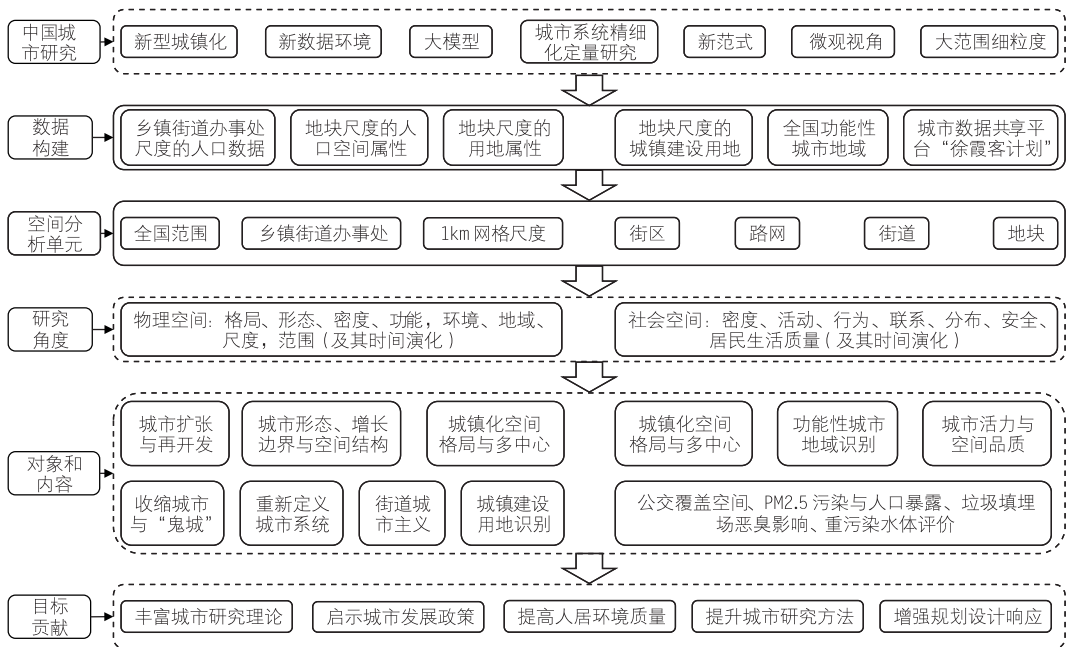 中国城
市研究
新型城镇化
新数据环境
大模型
城市系统精细
化定量研究
新范式
微观视角
大范围细粒度
数据
构建
乡镇街道办事处
尺度的人口数据
地块尺度的人
口空间属性
地块尺度的
用地属性
地块尺度的
城镇建设用地
全国功能性
城市地域
城市数据共享平
台“徐霞客计划”
空间分
析单元
全国范围
乡镇街道办事处
1km网格尺度
街区
路网
街道
地块
研究
角度
物理空间：格局、形态、密度、功能，环境、地域、
尺度，范围（及其时间演化）
社会空间：密度、活动、行为、联系、分布、安全、
居民生活质量（及其时间演化）
对象和
内容
城市扩张
与再开发
城市形态、增长
边界与空间结构
城镇化空间
格局与多中心
城镇化空间
格局与多中心
功能性城市
地域识别
城市活力与
空间品质
收缩城市
与“鬼城”
重新定义
城市系统
街道城
市主义
城镇建设
用地识别
公交覆盖空间、PM2.5污染与人口暴露、垃圾填埋
场恶臭影响、重污染水体评价
目标
贡献
丰富城市研究理论
启示城市发展政策
提高人居环境质量
提升城市研究方法
增强规划设计响应